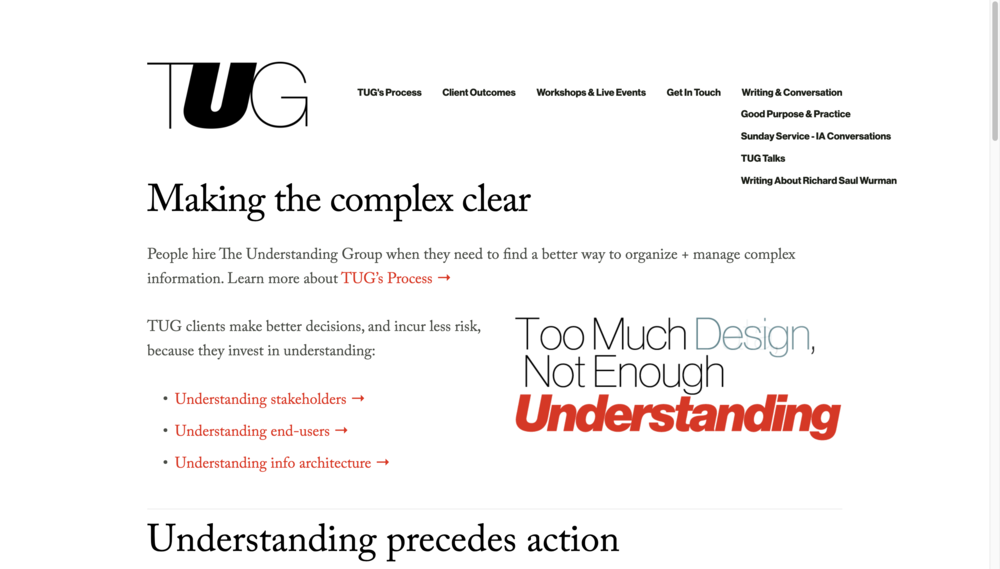 TUG
TUG's Process
Client Outcomes
Workshops & Live Events
Get In Touch
Writing & Conversation
Good Purpose & Practice
Sunday Service - IA Conversations
TUG Talks
Writing About Richard Saul Wurman
Making the complex clear
People hire The Understanding Group when they need to find a better way to organize + manage complex
information. Learn more about TUG’s Process →
TUG clients make better decisions, and incur less risk,
because they invest in understanding:
• Understanding stakeholders →
• Understanding end-users →
• Understanding info architecture →
Too Much Design,
Not Enough
Understanding
Understanding precedes action